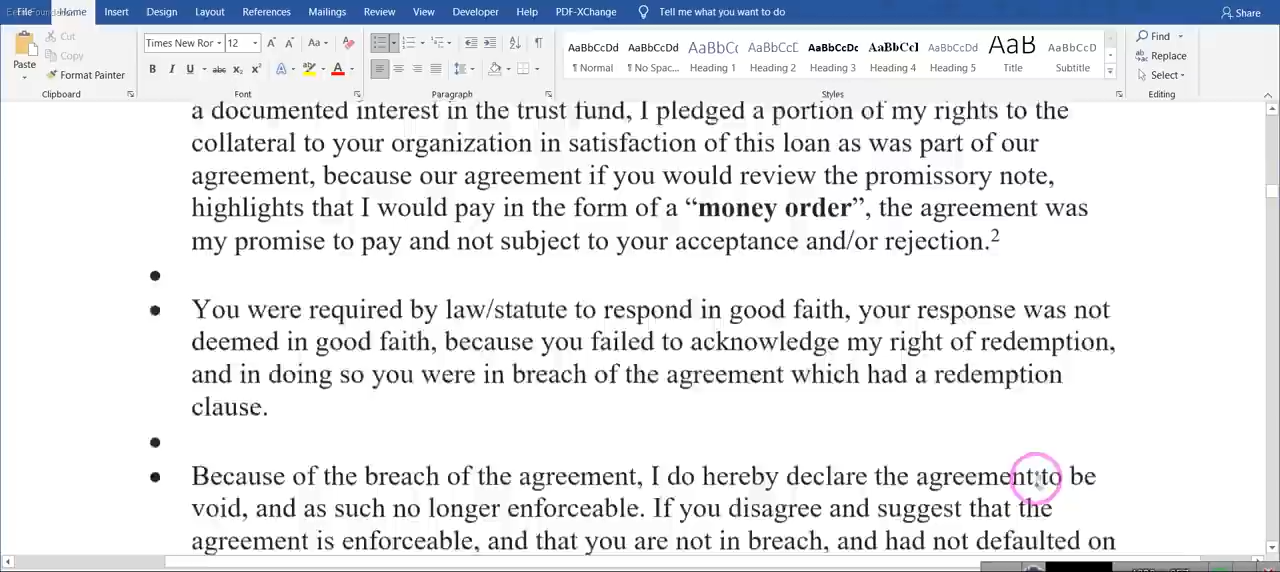 File Home Insert Design Layout References Mailings Review View Developer Help PDF-XChange Tell me what you want to do Share
Cut
Copy
Paste
Format Painter
Clipboard
Times New Ror 12
Aa
B I U abc x₂ x² A A
Font
Paragraph
AaBbCcDd AaBbCcDd AaBbCc AaBbCcD AaBbCcDc AaBbCcI AaBbCcDd AaB AaBbCcD
¶ Normal ¶ No Spac... Heading 1 Heading 2 Heading 3 Heading 4 Heading 5 Title Subtitle
Styles
Find
Replace
Select
Editing
a documented interest in the trust fund, I pledged a portion of my rights to the
collateral to your organization in satisfaction of this loan as was part of our
agreement, because our agreement if you would review the promissory note,
highlights that I would pay in the form of a “money order”, the agreement was
my promise to pay and not subject to your acceptance and/or rejection.²
•
• You were required by law/statute to respond in good faith, your response was not
deemed in good faith, because you failed to acknowledge my right of redemption,
and in doing so you were in breach of the agreement which had a redemption
clause.
•
• Because of the breach of the agreement, I do hereby declare the agreement to be
void, and as such no longer enforceable. If you disagree and suggest that the
agreement is enforceable, and that you are not in breach, and had not defaulted on